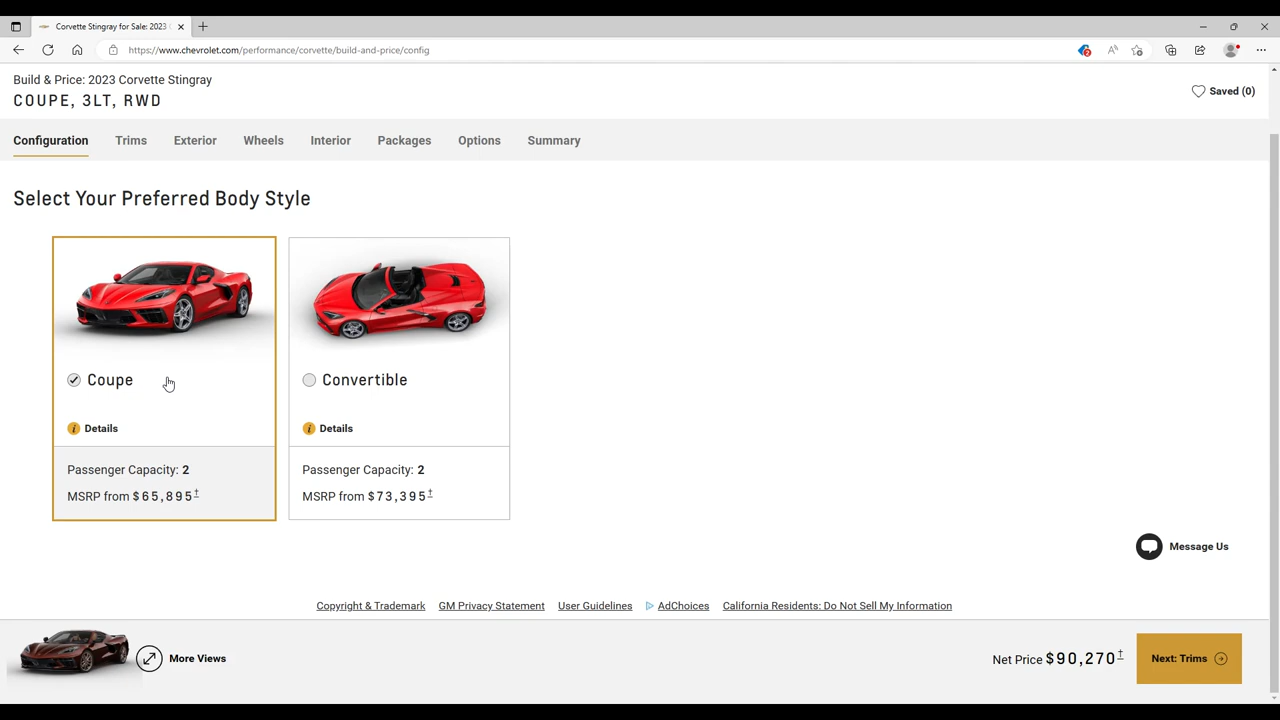 Corvette Stingray for Sale: 2023
https://www.chevrolet.com/performance/corvette/build-and-price/config
2
Build & Price: 2023 Corvette Stingray
COUPE, 3LT, RWD
Saved (0)
Configuration Trims Exterior Wheels Interior Packages Options Summary
Select Your Preferred Body Style
Coupe
Details
Passenger Capacity: 2
MSRP from $65,895†
Convertible
Details
Passenger Capacity: 2
MSRP from $73,395†
Message Us
Copyright & Trademark GM Privacy Statement User Guidelines AdChoices California Residents: Do Not Sell My Information
More Views
Net Price $90,270†
Next: Trims